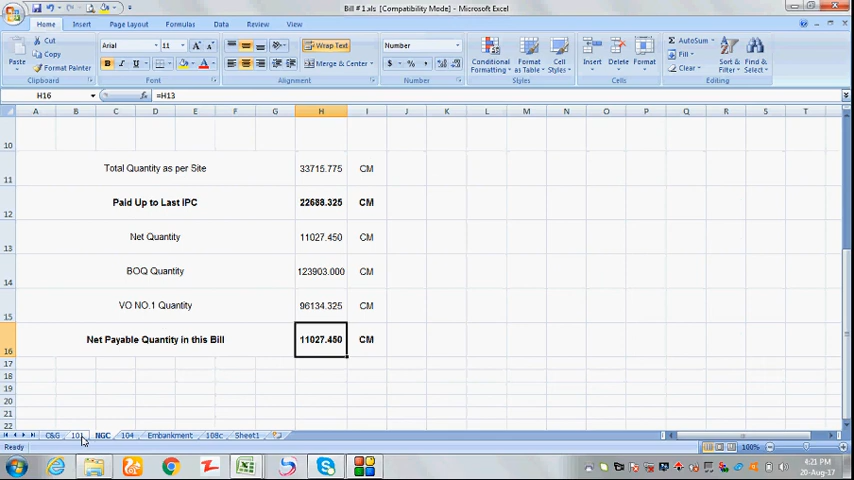 Bill # 1.xls [Compatibility Mode] - Microsoft Excel
Home Page Layout Formulas Data Review View
Cut
Copy
Format Painter
Paste
Clipboard
Arial 11
B I U
Font
Wrap Text
Merge & Center
Alignment
Number
$ % ,
Number
Conditional Formatting
Format as Table
Cell Styles
Styles
Insert Delete Format
Cells
AutoSum
Fill
Clear
Sort & Filter
Find & Select
Editing
H16 fx =H13
A B C D E F G H I J K L M N O P Q R S T
10
11 Total Quantity as per Site 33715.775 CM
12 Paid Up to Last IPC 22688.325 CM
13 Net Quantity 11027.450 CM
14 BOQ Quantity 123903.000 CM
15 VO NO.1 Quantity 96134.325 CM
16 Net Payable Quantity in this Bill 11027.450 CM
17
18
19
20
21
22
C&G NGC 104 Embankment 108c Sheet1
Ready 100%
4:21 PM
20-Aug-17